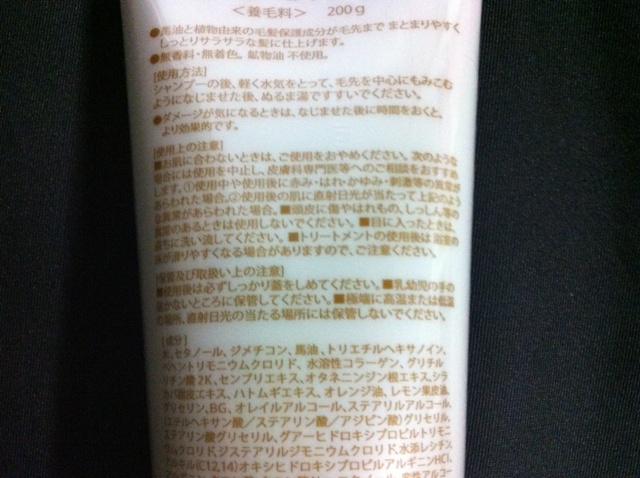 ＜養毛料＞ 200g
●馬油と植物由来の毛髪保護成分が毛先まで まとまりやすく
しっとりサラサラな髪に仕上げます。
●無香料・無着色。鉱物油 不使用。
[使用方法]
シャンプーの後、軽く水気をとって、毛先を中心にもみこむ
ようになじませた後、ぬるま湯ですすいでください。
●ダメージが気になるときは、なじませた後に時間をおくと、
より効果的です。
[使用上の注意]
■お肌に合わないときは、ご使用をおやめください。次のような
場合には使用を中止し、皮膚科専門医等へのご相談をおすすめ
します。①使用中や使用後に赤み・はれ・かゆみ・刺激等の異常が
あらわれた場合。②使用後の肌に直射日光が当たって上記のよう
な異常があらわれた場合。■頭皮に傷やはれもの、しっしん等の
異常のあるときは使用しないでください。■目に入ったときは、
直ちに洗い流してください。■トリートメントの使用後は浴室の
床が滑りやすくなる場合がありますので、ご注意ください。
[保管及び取扱い上の注意]
■使用後は必ずしっかり蓋をしめてください。■乳幼児の手の
届かないところに保管してください。■極端に高温または低温
の場所、直射日光の当たる場所には保管しないでください。
[成分]
水、セタノール、ジメチコン、馬油、トリエチルヘキサノイン、
ベヘントリモニウムクロリド、水溶性コラーゲン、グリチル
リチン酸2K、センブリエキス、オタネニンジン根エキス、シラ
カバ樹皮エキス、ハトムギエキス、オレンジ油、レモン果皮油、
グリセリン、BG、オレイルアルコール、ステアリルアルコール、
(エチルヘキサン酸／ステアリン酸／アジピン酸)グリセリル、
ステアリン酸グリセリル、グアーヒドロキシプロピルトリモニ
ウムクロリド、ジステアリルジモニウムクロリド、水添レシチン、
アルキル(C12,14)オキシヒドロキシプロピルアルギニンHCl、